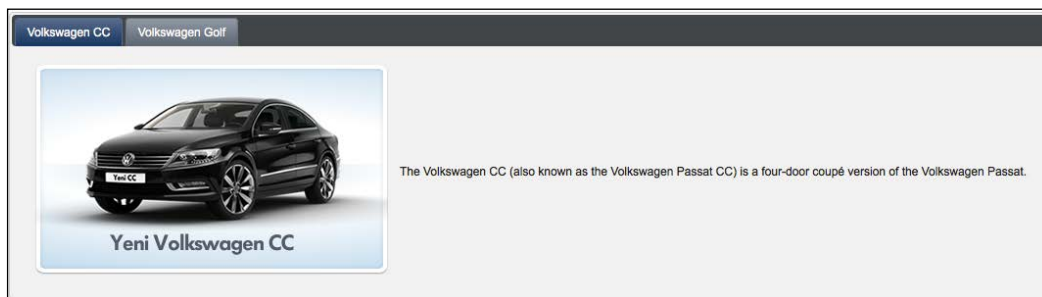 Volkswagen CC
Volkswagen Golf
Yeni CC
The Volkswagen CC (also known as the Volkswagen Passat CC) is a four-door coupé version of the Volkswagen Passat.
Yeni Volkswagen CC